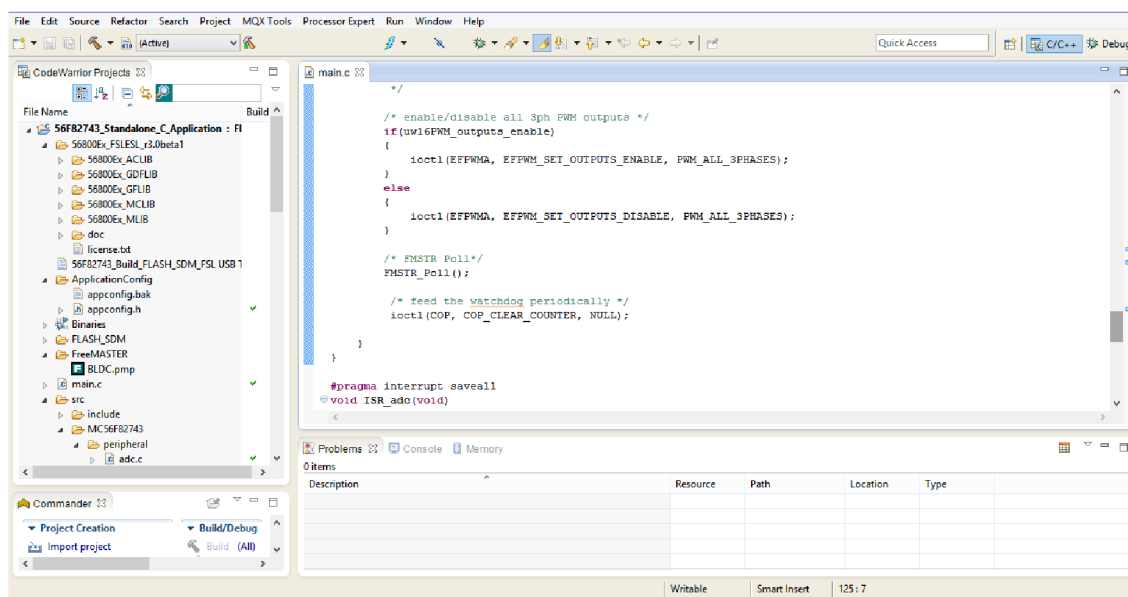 File Edit Source Refactor Search Project MQX Tools Processor Expert Run Window Help
(Active)
Quick Access
C/C++
Debug
CodeWarrior Projects
File Name Build
56F82743_Standalone_C_Application : Fl
56800Ex_FSLESL_r3.0beta1
56800Ex_ACLIB
56800Ex_GDFLIB
56800Ex_GFLIB
56800Ex_MCLIB
56800Ex_MLIB
doc
license.txt
56F82743_Build_FLASH_SDM_FSL USB T
ApplicationConfig
appconfig.bak
appconfig.h
Binaries
FLASH_SDM
FreeMASTER
BLDC.pmp
main.c
src
include
MC56F82743
peripheral
adc.c
Commander
Project Creation
Build/Debug
Import project
Build (All)
main.c
*/
/* enable/disable all 3ph PWM outputs */
if(uw16PWM_outputs_enable)
{
ioctl(EFPWMA, EFPWM_SET_OUTPUTS_ENABLE, PWM_ALL_3PHASES);
}
else
{
ioctl(EFPWMA, EFPWM_SET_OUTPUTS_DISABLE, PWM_ALL_3PHASES);
}
/* FMSTR Poll*/
FMSTR_Poll();
/* feed the watchdog periodically */
ioctl(COP, COP_CLEAR_COUNTER, NULL);
}
}
#pragma interrupt saveall
void ISR_adc(void)
Problems Console Memory
0 items
Description Resource Path Location Type
Writable Smart Insert 125 : 7